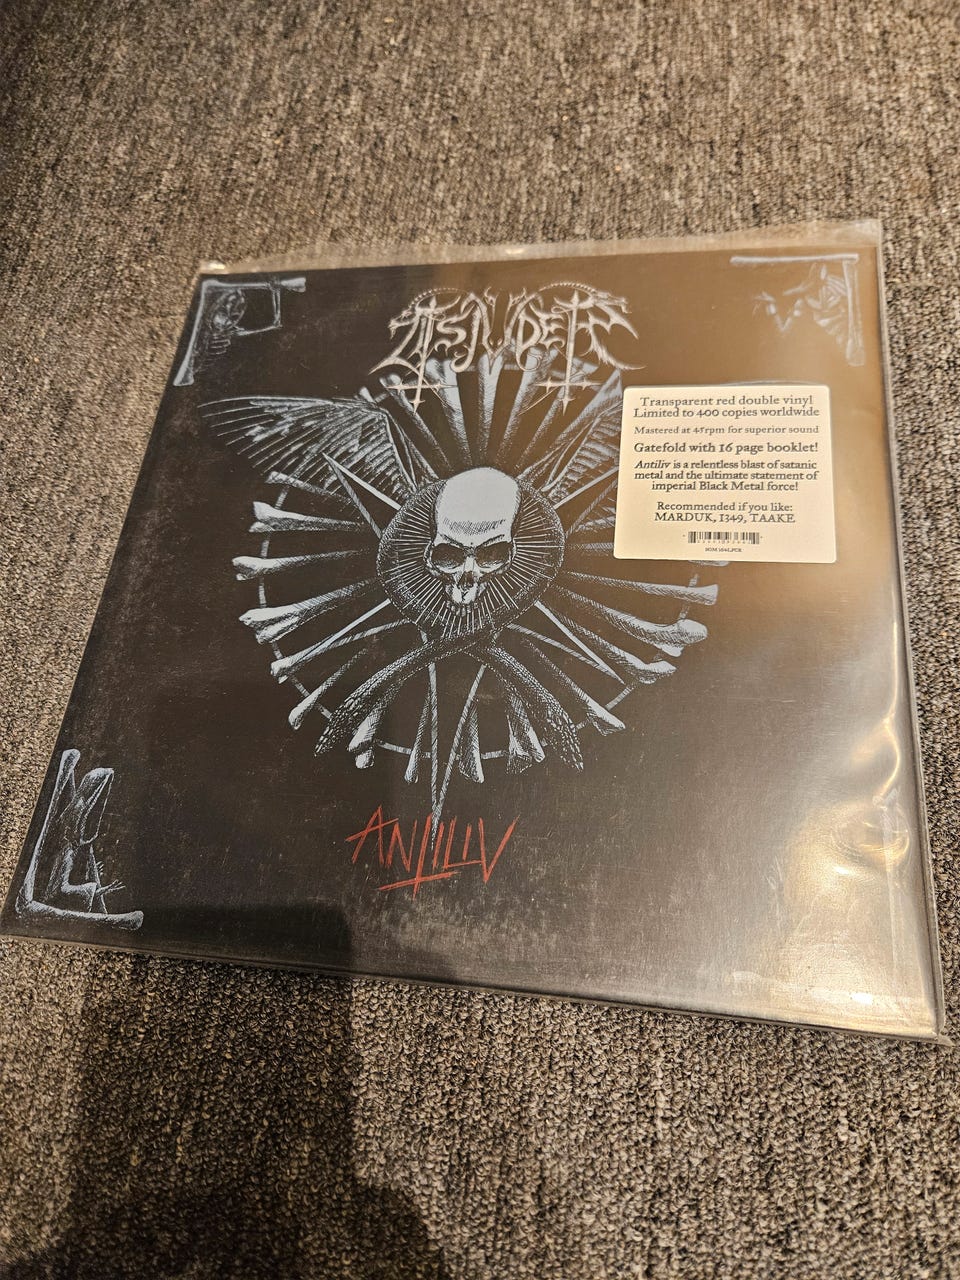 TSJUDER
Transparent red double vinyl
Limited to 400 copies worldwide
Mastered at 45rpm for superior sound
Gatefold with 16 page booklet!
Antiliv is a relentless blast of satanic
metal and the ultimate statement of
imperial Black Metal force!
Recommended if you like:
MARDUK, 1349, TAAKE
ANTILIV